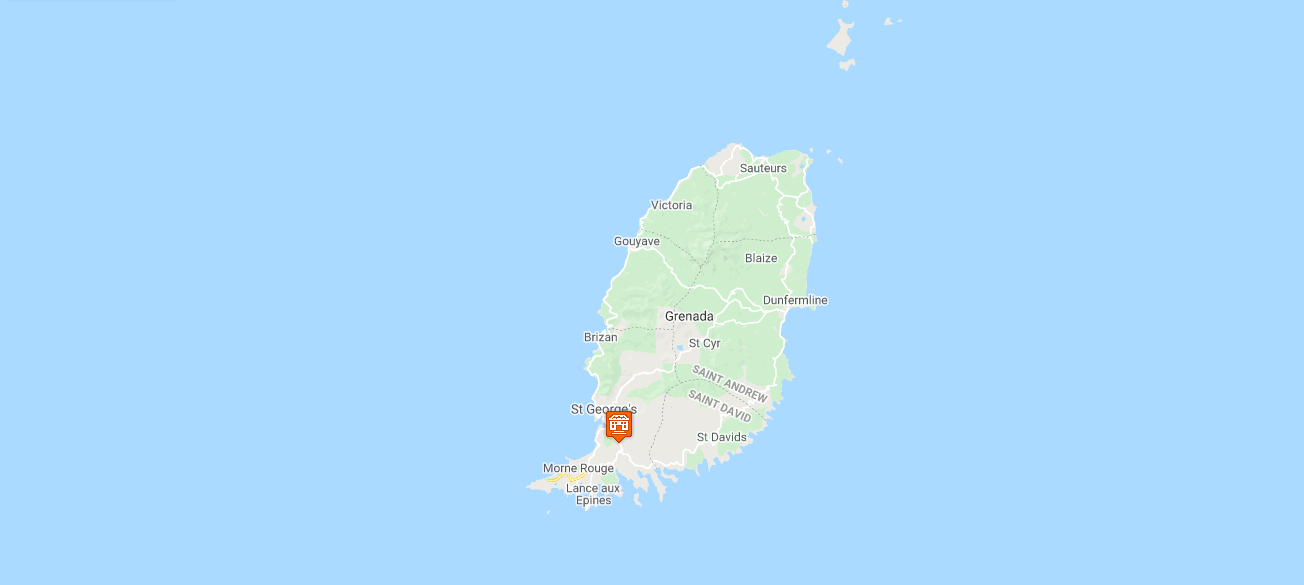 Sauteurs
Victoria
Gouyave
Blaize
Dunfermline
Grenada
Brizan
St Cyr
SAINT ANDREW
SAINT DAVID
St George's
St Davids
Morne Rouge
Lance aux
Epines